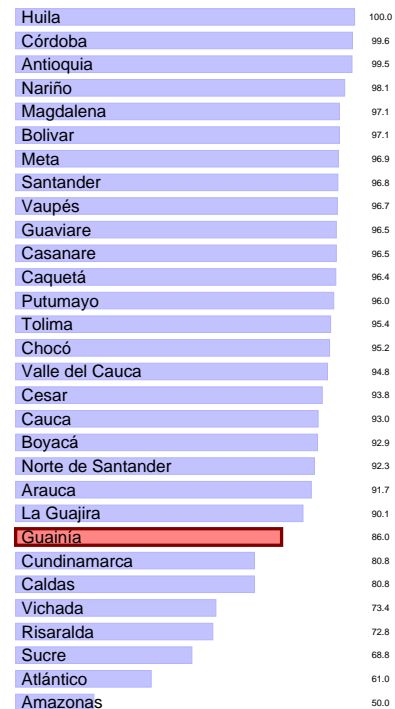 Huila 100.0
Córdoba 99.6
Antioquia 99.5
Nariño 98.1
Magdalena 97.1
Bolivar 97.1
Meta 96.9
Santander 96.8
Vaupés 96.7
Guaviare 96.5
Casanare 96.5
Caquetá 96.4
Putumayo 96.0
Tolima 95.4
Chocó 95.2
Valle del Cauca 94.8
Cesar 93.8
Cauca 93.0
Boyacá 92.9
Norte de Santander 92.3
Arauca 91.7
La Guajira 90.1
Guainía 86.0
Cundinamarca 80.8
Caldas 80.8
Vichada 73.4
Risaralda 72.8
Sucre 68.8
Atlántico 61.0
Amazonas 50.0